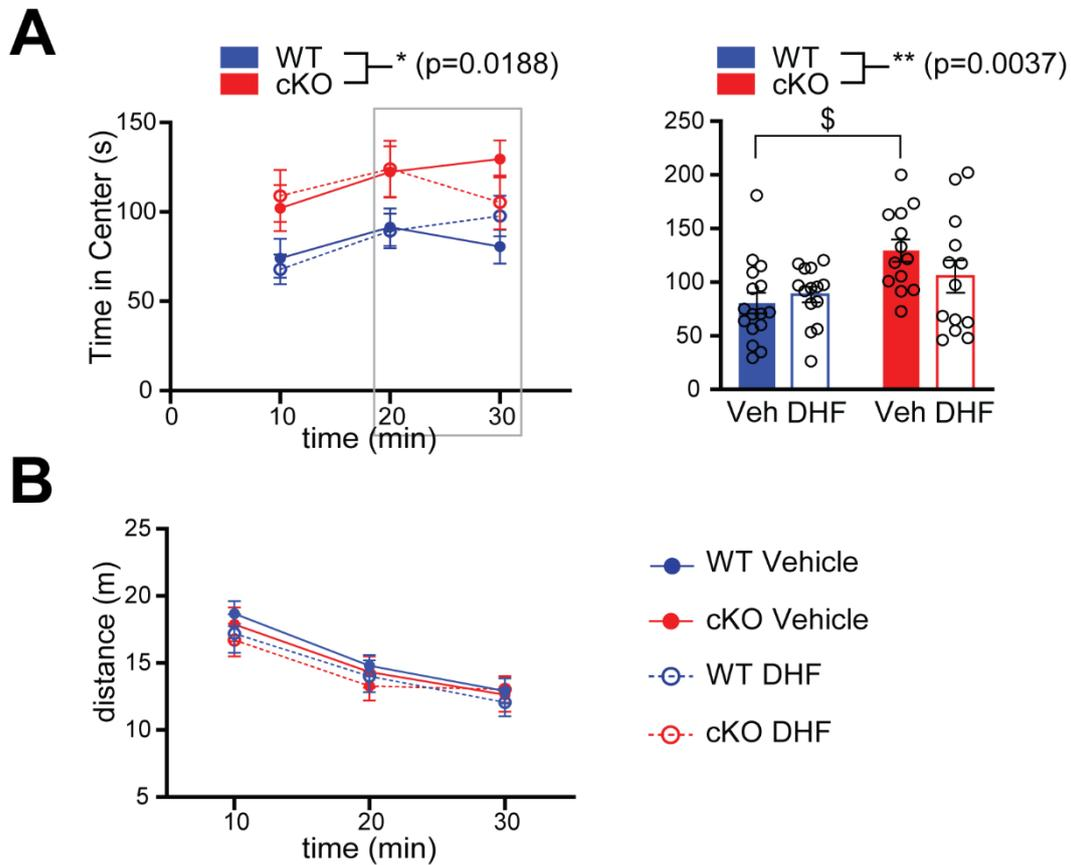 A
WT
cKO
* (p=0.0188)
Time in Center (s)
150
100
50
0
0 10 20 30
time (min)
WT
cKO
** (p=0.0037)
$
250
200
150
100
50
0
Veh DHF Veh DHF
B
distance (m)
25
20
15
10
5
10 20 30
time (min)
WT Vehicle
cKO Vehicle
WT DHF
cKO DHF